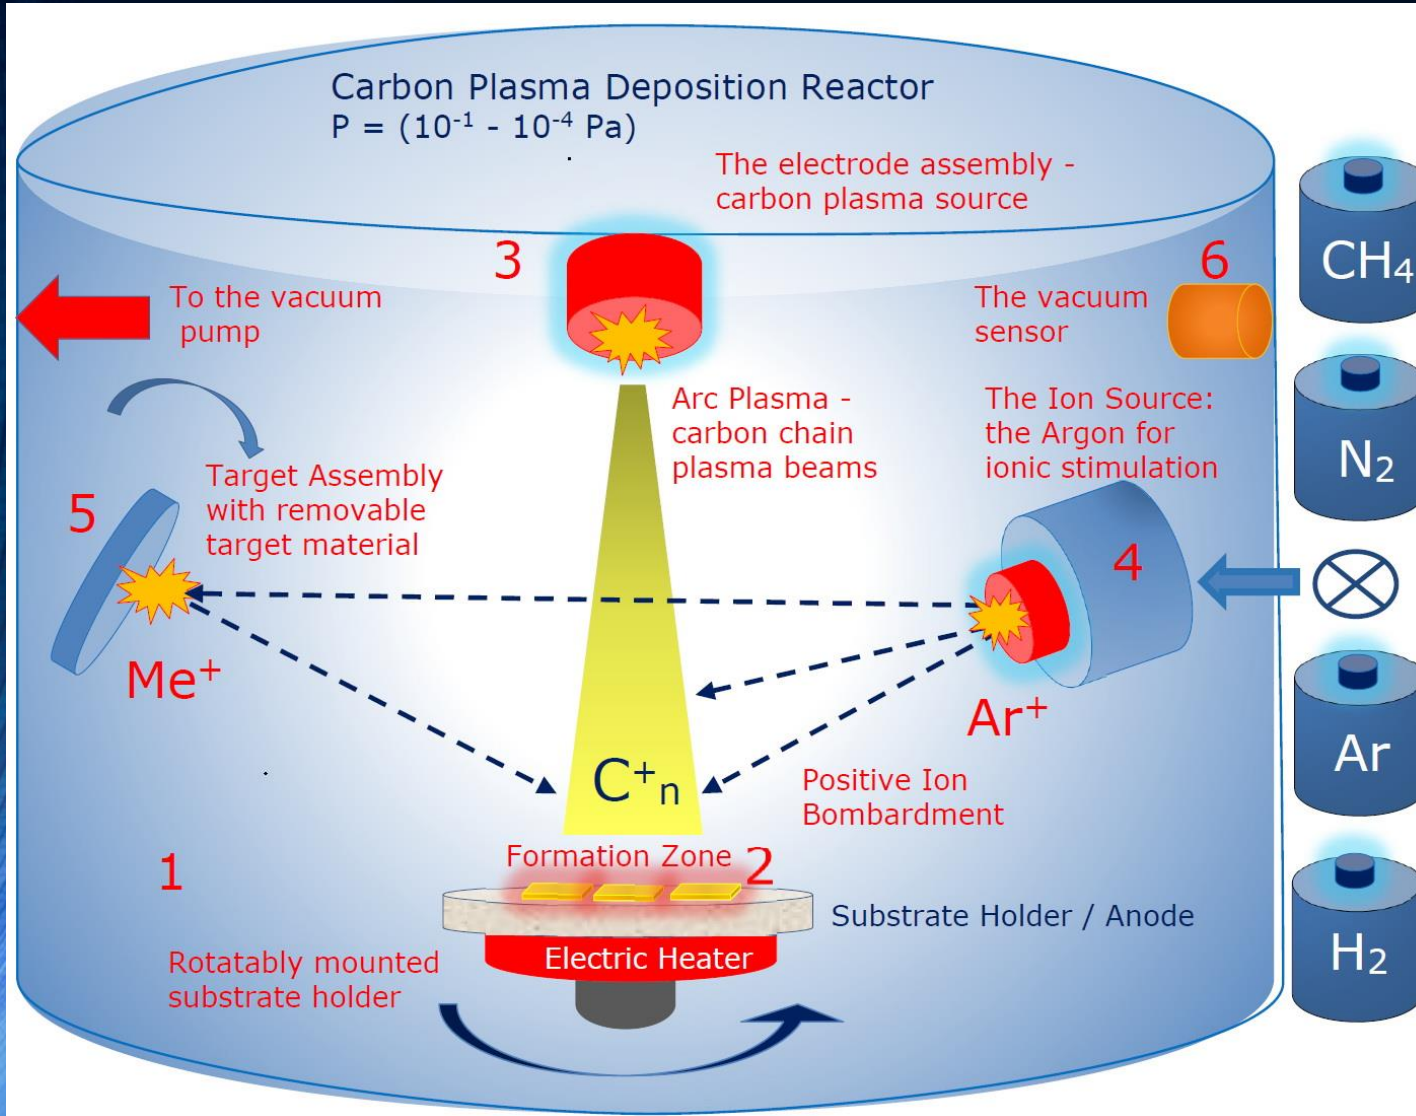 Carbon Plasma Deposition Reactor
P = (10⁻¹ - 10⁻⁴ Pa)
The electrode assembly -
carbon plasma source
3
6
To the vacuum
pump
The vacuum
sensor
Arc Plasma -
carbon chain
plasma beams
The Ion Source:
the Argon for
ionic stimulation
Target Assembly
with removable
target material
5
4
Me⁺
Ar⁺
C⁺ₙ
Positive Ion
Bombardment
1
Formation Zone
2
Substrate Holder / Anode
Electric Heater
Rotatably mounted
substrate holder
CH₄
N₂
Ar
H₂